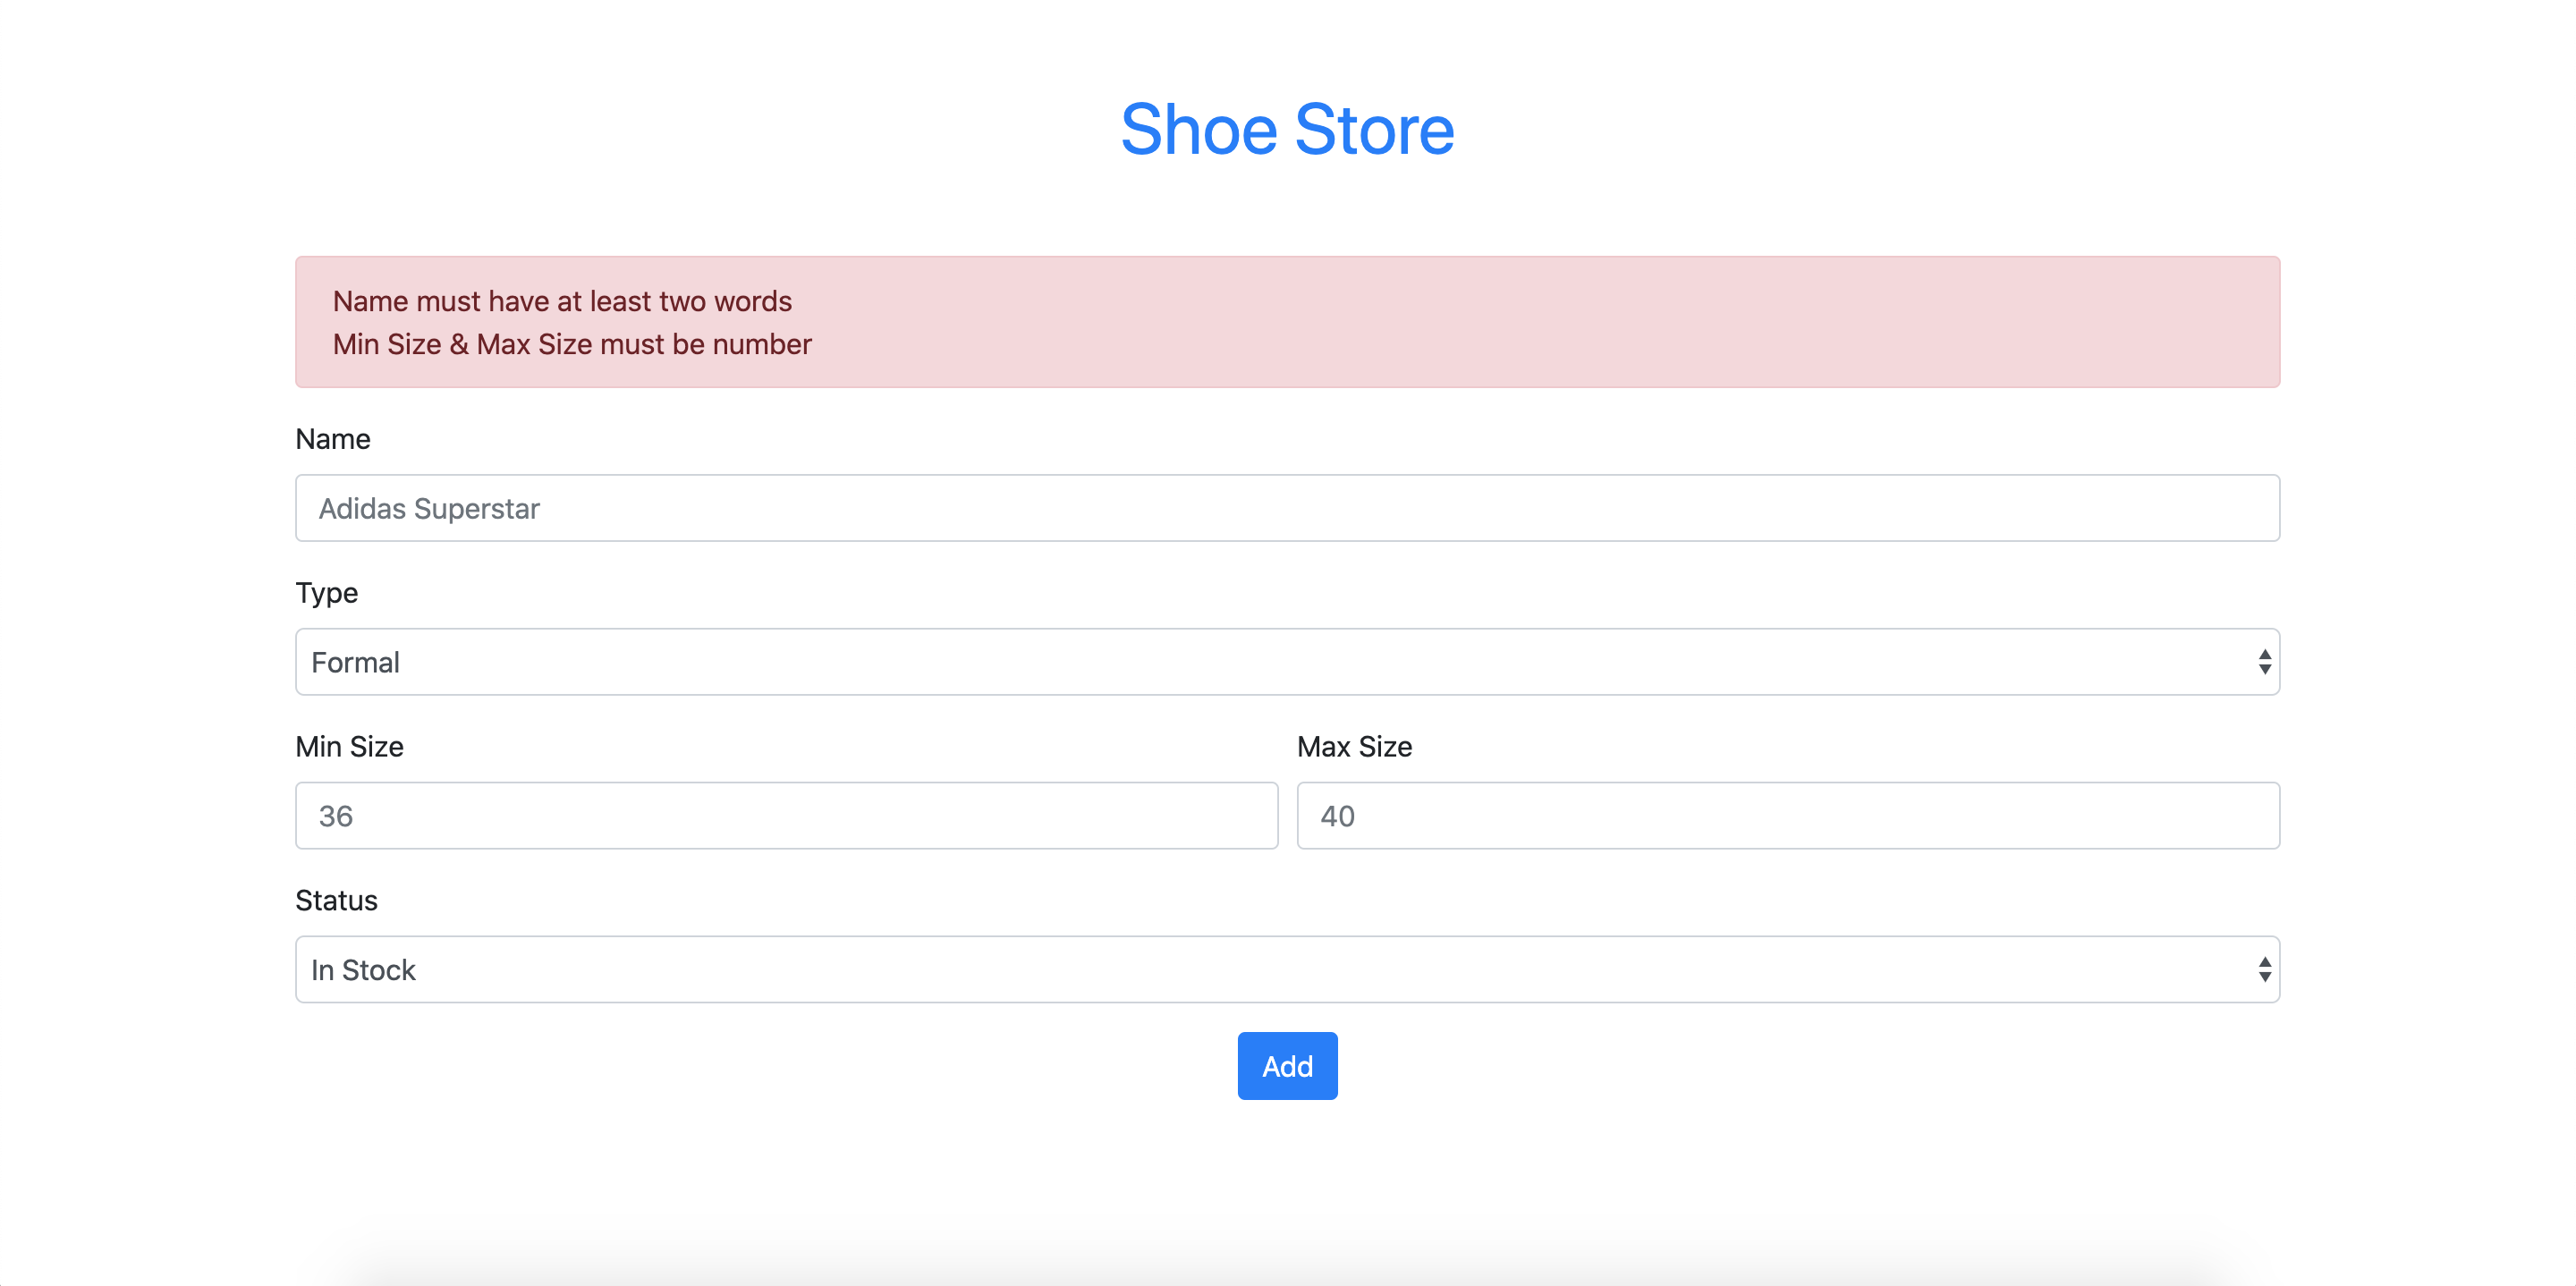 Shoe Store
Name must have at least two words
Min Size & Max Size must be number
Name
Adidas Superstar
Type
Formal
Min Size
Max Size
36
40
Status
In Stock
Add